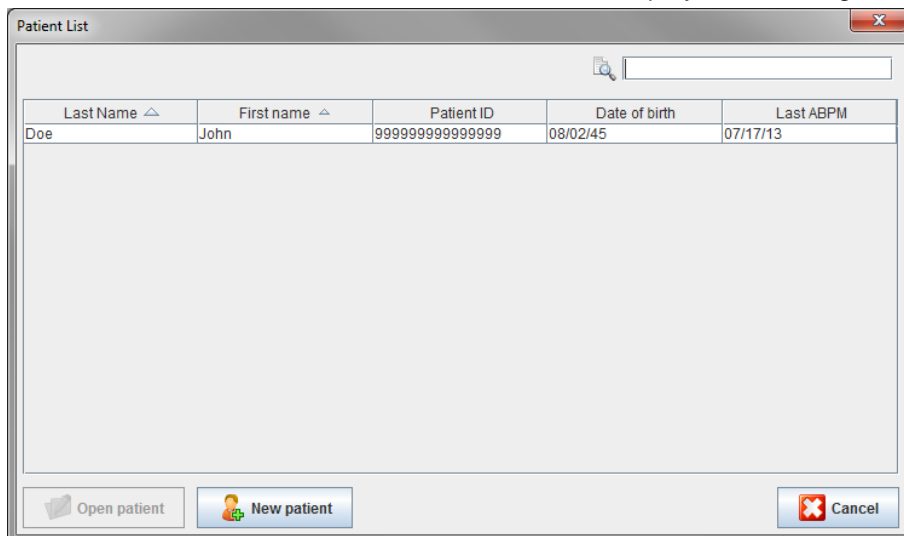 Patient List
Last Name First name Patient ID Date of birth Last ABPM
Doe John 999999999999999 08/02/45 07/17/13
Open patient New patient Cancel